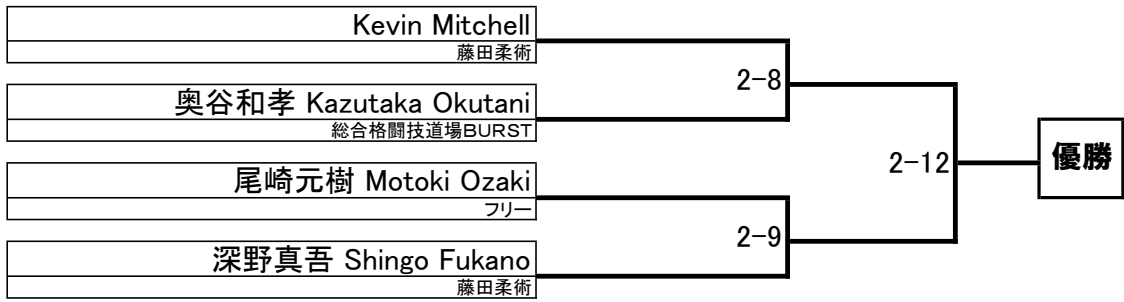 Kevin Mitchell
藤田柔術
2-8
奥谷和孝 Kazutaka Okutani
総合格闘技道場BURST
2-12
優勝
尾崎元樹 Motoki Ozaki
フリー
2-9
深野真吾 Shingo Fukano
藤田柔術